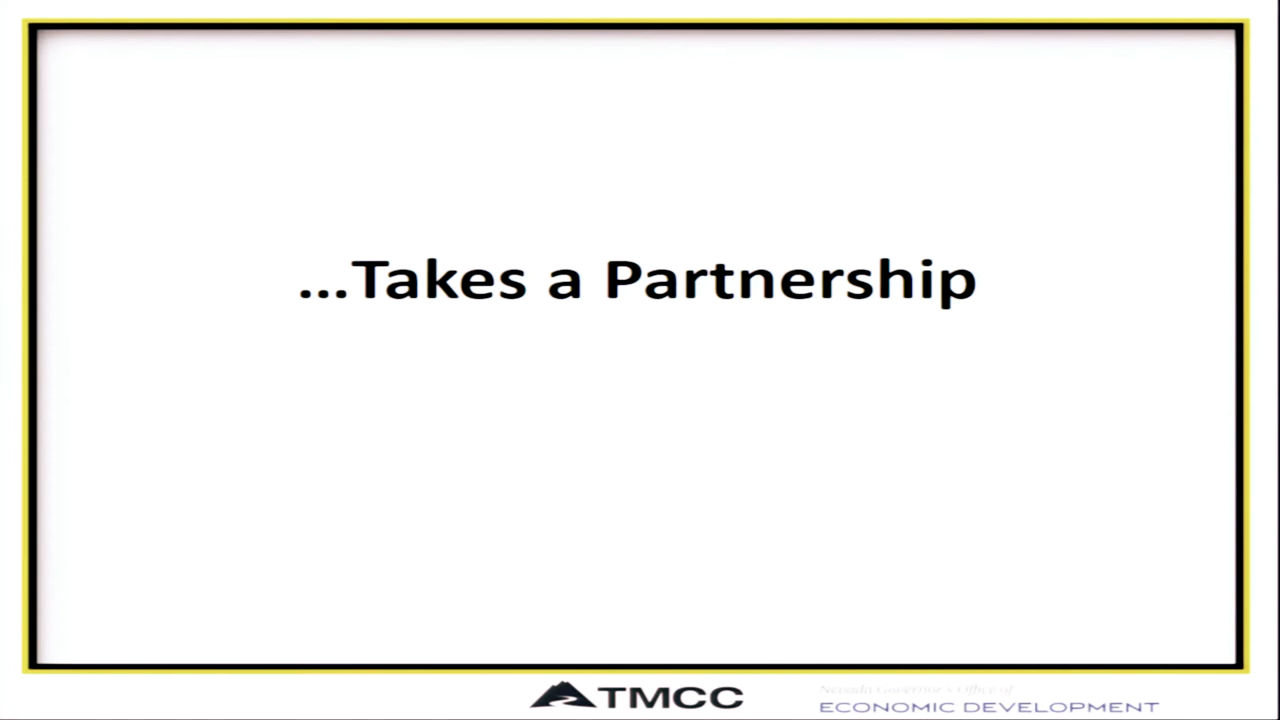 ...Takes a Partnership
TMCC
Nevada Governor's Office of
ECONOMIC DEVELOPMENT